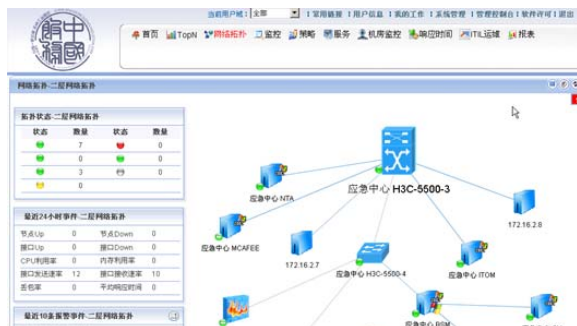 当前用户域: 全部 | 常用链接 | 用户信息 | 我的工作 | 系统管理 | 管理控制台 | 软件许可 | 退出
首页 TopN 网络拓扑 监控 策略 服务 机房监控 响应时间 ITIL运维 报表
网络拓扑-二层网络拓扑
拓扑状态-二层网络拓扑
状态 数量 状态 数量
7 0
0 0
3 0
0
最近24小时事件-二层网络拓扑
节点Up 0 节点Down 0
接口Up 0 接口Down 0
CPU利用率 0 内存利用率 0
接口发送速率 12 接口接收速率 10
丢包率 0 平均响应时间 0
最近10条报警事件-二层网络拓扑
应急中心 H3C-5500-3
应急中心 NTA
172.16.2.8
应急中心 MCAFEE
172.16.2.7
应急中心 H3C-5500-4
应急中心 ITOM
应急中心 BSM